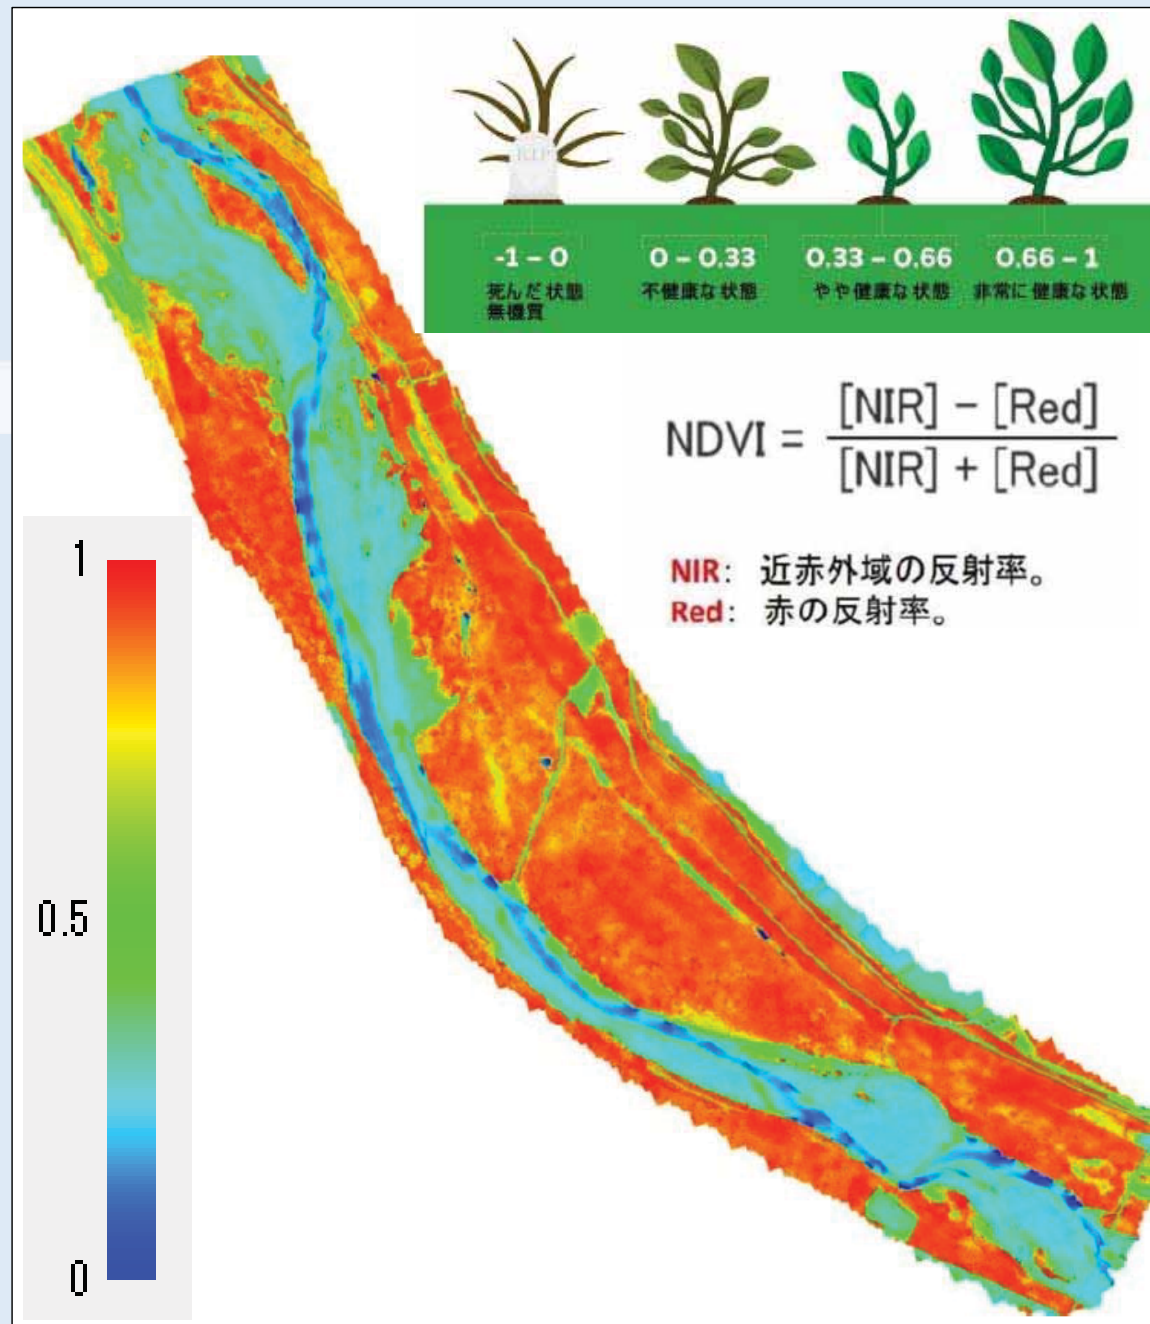 -1 – 0
0 – 0.33
0.33 – 0.66
0.66 – 1
死んだ状態
無機質
不健康な状態
やや健康な状態
非常に健康な状態
NDVI = [NIR] − [Red]
[NIR] + [Red]
NIR: 近赤外域の反射率。
Red: 赤の反射率。
1
0.5
0